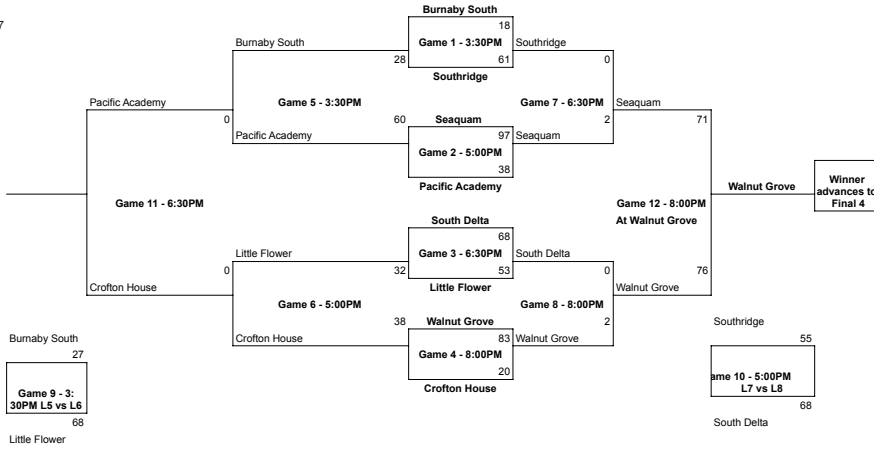 7
Burnaby South
18
Game 1 - 3:30PM
61
Southridge
Burnaby South
28
Southridge
0
Game 5 - 3:30PM
Game 7 - 6:30PM
Pacific Academy
0
60
Pacific Academy
Seaquam
97
Game 2 - 5:00PM
38
Pacific Academy
Seaquam
2
Seaquam
71
Game 11 - 6:30PM
Game 12 - 8:00PM
At Walnut Grove
Walnut Grove
Winner
advances to
Final 4
South Delta
68
Game 3 - 6:30PM
53
Little Flower
Little Flower
32
South Delta
0
Crofton House
0
Game 6 - 5:00PM
Game 8 - 8:00PM
Walnut Grove
76
38
Crofton House
Walnut Grove
83
Game 4 - 8:00PM
20
Crofton House
2
Walnut Grove
Burnaby South
27
Game 9 - 3:
30PM L5 vs L6
68
Little Flower
Southridge
55
ame 10 - 5:00PM
L7 vs L8
68
South Delta